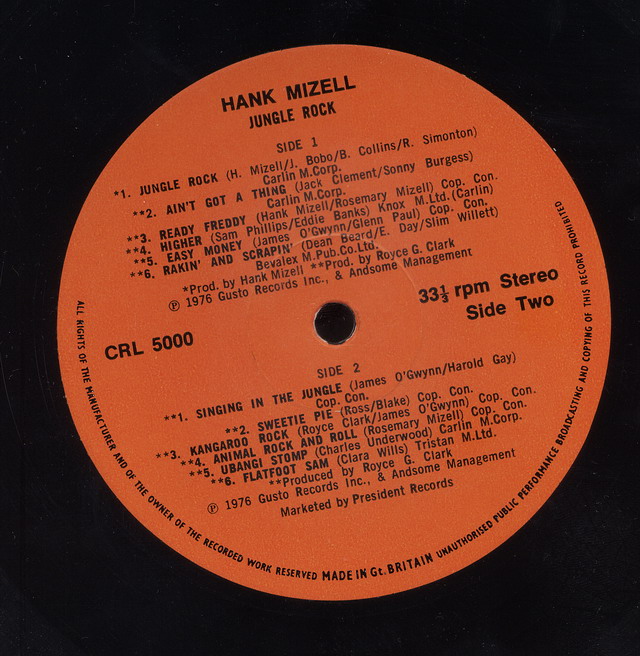 HANK MIZELL
JUNGLE ROCK
SIDE 1
*1. JUNGLE ROCK (H. Mizell/J. Bobo/B. Collins/R. Simonton)
Carlin M.Corp.
**2. AIN'T GOT A THING (Jack Clement/Sonny Burgess)
Carlin M.Corp.
**3. READY FREDDY (Hank Mizell/Rosemary Mizell) Cop. Con.
**4. HIGHER (Sam Phillips/Eddie Banks) Knox M.Ltd.(Carlin)
**5. EASY MONEY (James O'Gwynn/Glenn Paul) Cop. Con.
**6. RAKIN' AND SCRAPIN' (Dean Beard/E. Day/Slim Willett)
Bevalex M.Pub.Co.Ltd.
*Prod. by Hank Mizell **Prod. by Royce G. Clark
℗ 1976 Gusto Records Inc., & Andsome Management
CRL 5000
33⅓ rpm Stereo
Side Two
SIDE 2
**1. SINGING IN THE JUNGLE (James O'Gwynn/Harold Gay)
Cop. Con.
**2. SWEETIE PIE (Ross/Blake) Cop. Con.
**3. KANGAROO ROCK (Royce Clark/James O'Gwynn) Cop. Con.
**4. ANIMAL ROCK AND ROLL (Rosemary Mizell) Cop. Con.
**5. UBANGI STOMP (Charles Underwood) Carlin M.Corp.
**6. FLATFOOT SAM (Clara Wills) Tristan M.Ltd.
**Produced by Royce G. Clark
℗ 1976 Gusto Records Inc., & Andsome Management
Marketed by President Records
ALL RIGHTS OF THE MANUFACTURER AND OF THE OWNER OF THE RECORDED WORK RESERVED MADE IN Gt. BRITAIN UNAUTHORISED PUBLIC PERFORMANCE BROADCASTING AND COPYING OF THIS RECORD PROHIBITED